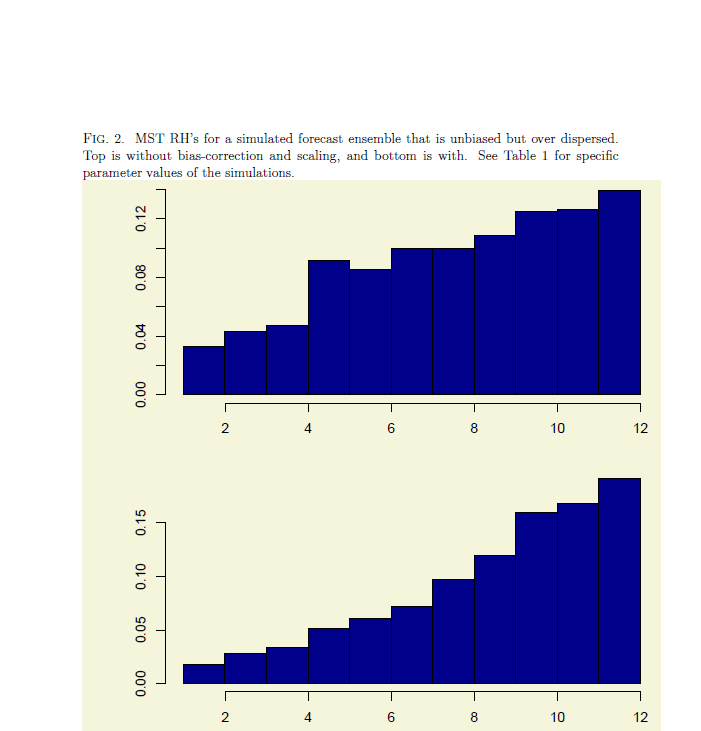 FIG. 2. MST RH's for a simulated forecast ensemble that is unbiased but over dispersed.
Top is without bias-correction and scaling, and bottom is with. See Table 1 for specific
parameter values of the simulations.
0.12
0.08
0.04
0.00
2 4 6 8 10 12
0.15
0.10
0.05
0.00
2 4 6 8 10 12